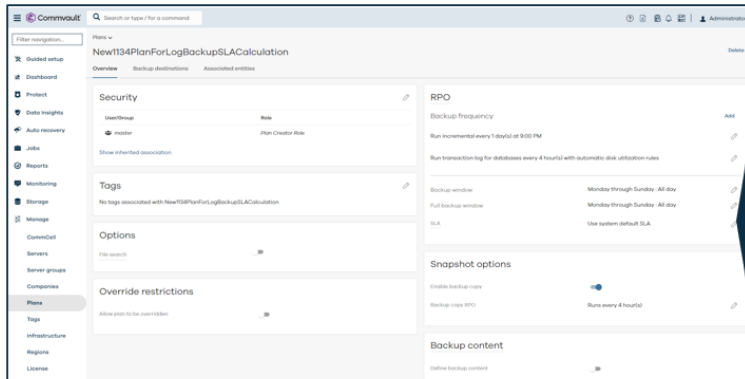 Commvault
Search or type / for a command
Administrator
Filter navigation...
Guided setup
Dashboard
Protect
Data Insights
Auto recovery
Jobs
Reports
Monitoring
Storage
Manage
CommCell
Servers
Server groups
Companies
Plans
Tags
Infrastructure
Regions
License
Plans
New1134PlanForLogBackupSLACalculation
Delete
Overview Backup destinations Associated entities
Security
User/Group Role
master Plan Creator Role
Show inherited association
Tags
No tags associated with New1134PlanForLogBackupSLACalculation
Options
File search
Override restrictions
Allow plan to be overridden
RPO
Backup frequency Add
Run incremental every 1 day(s) at 9:00 PM
Run transaction log for databases every 4 hour(s) with automatic disk utilization rules
Backup window Monday through Sunday : All day
Full backup window Monday through Sunday : All day
SLA Use system default SLA
Snapshot options
Enable backup copy
Backup copy RPO Runs every 4 hour(s)
Backup content
Define backup content